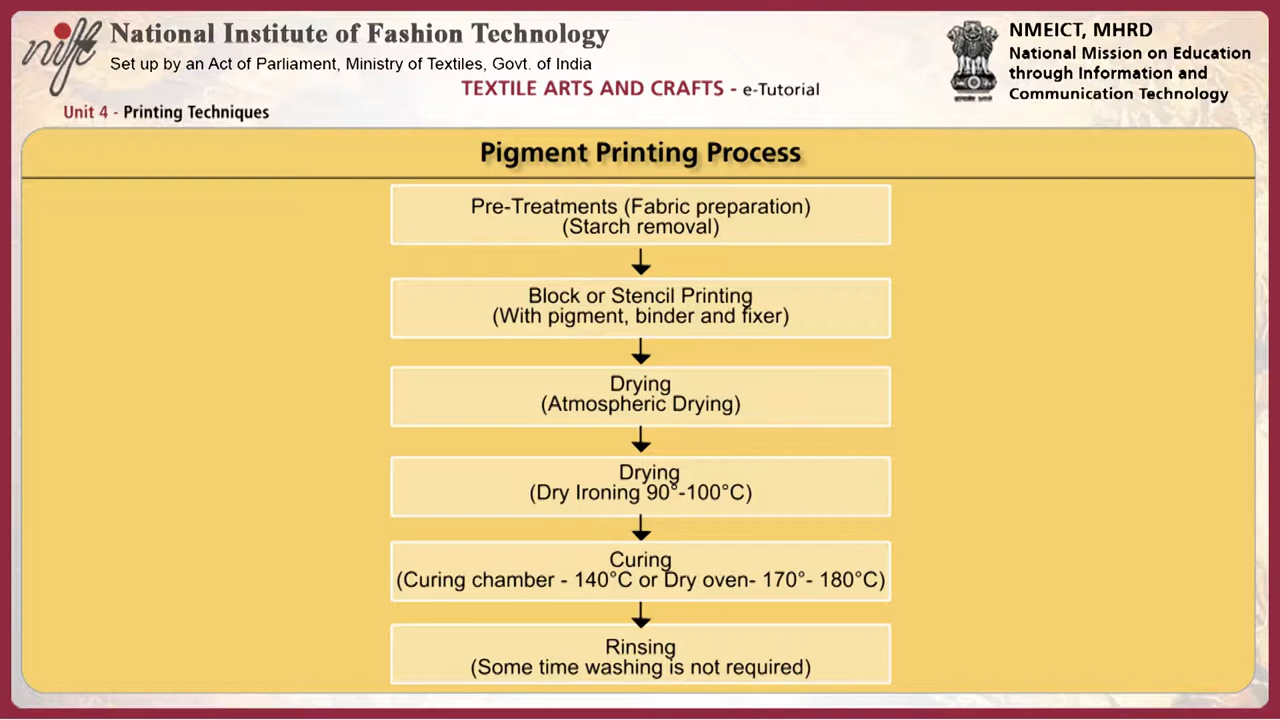 nift
National Institute of Fashion Technology
Set up by an Act of Parliament, Ministry of Textiles, Govt. of India
NMEICT, MHRD
National Mission on Education
through Information and
Communication Technology
TEXTILE ARTS AND CRAFTS - e-Tutorial
Unit 4 - Printing Techniques
Pigment Printing Process
Pre-Treatments (Fabric preparation)
(Starch removal)
Block or Stencil Printing
(With pigment, binder and fixer)
Drying
(Atmospheric Drying)
Drying
(Dry Ironing 90°-100°C)
Curing
(Curing chamber - 140°C or Dry oven- 170°- 180°C)
Rinsing
(Some time washing is not required)